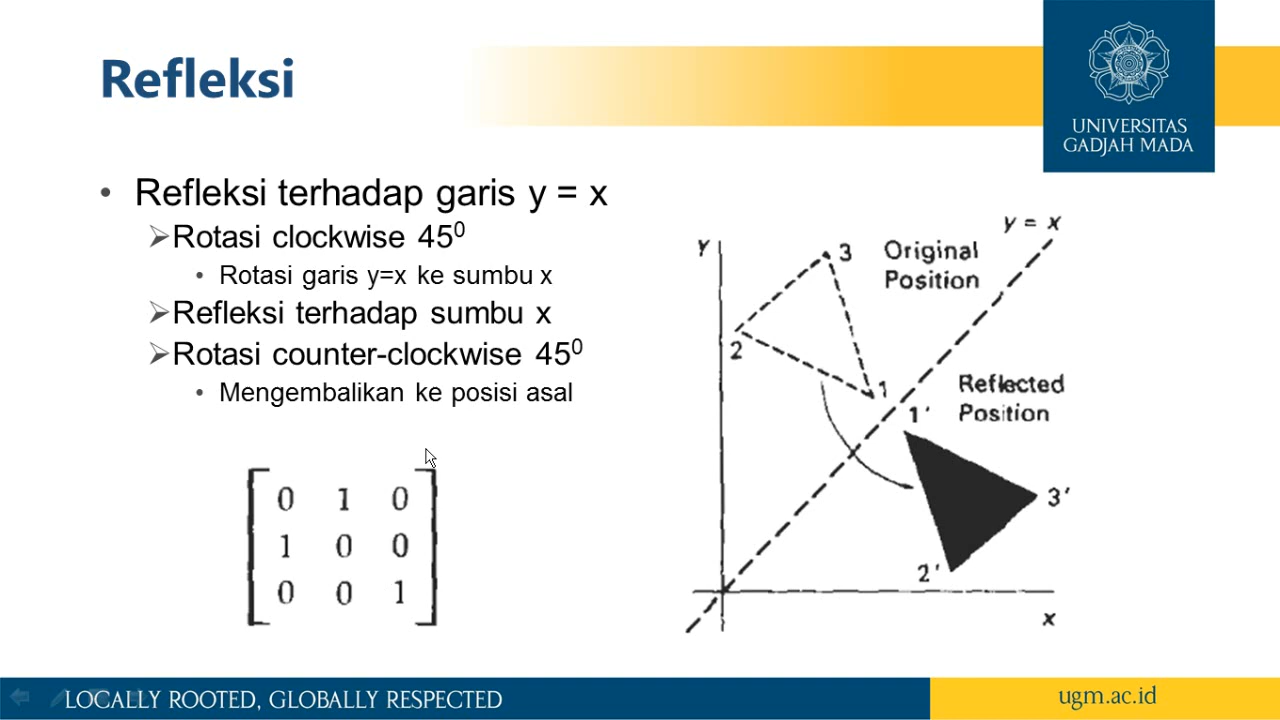 Refleksi
UNIVERSITAS
GADJAH MADA
• Refleksi terhadap garis y = x
➢Rotasi clockwise 45⁰
• Rotasi garis y=x ke sumbu x
➢Refleksi terhadap sumbu x
➢Rotasi counter-clockwise 45⁰
• Mengembalikan ke posisi asal
0 1 0
1 0 0
0 0 1
y = x
Y
3
Original
Position
2
1
Reflected
Position
1'
3'
2'
x
LOCALLY ROOTED, GLOBALLY RESPECTED
ugm.ac.id